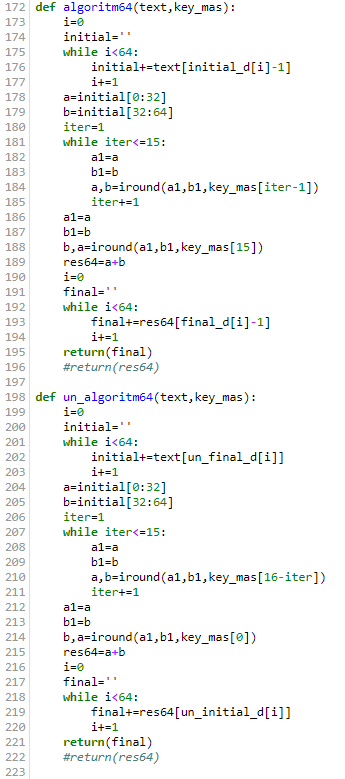 172 def algoritm64(text,key_mas):
173     i=0
174     initial=''
175     while i<64:
176         initial+=text[initial_d[i]-1]
177         i+=1
178     a=initial[0:32]
179     b=initial[32:64]
180     iter=1
181     while iter<=15:
182         a1=a
183         b1=b
184         a,b=iround(a1,b1,key_mas[iter-1])
185         iter+=1
186     a1=a
187     b1=b
188     b,a=iround(a1,b1,key_mas[15])
189     res64=a+b
190     i=0
191     final=''
192     while i<64:
193         final+=res64[final_d[i]-1]
194         i+=1
195     return(final)
196     #return(res64)
197
198 def un_algoritm64(text,key_mas):
199     i=0
200     initial=''
201     while i<64:
202         initial+=text[un_final_d[i]]
203         i+=1
204     a=initial[0:32]
205     b=initial[32:64]
206     iter=1
207     while iter<=15:
208         a1=a
209         b1=b
210         a,b=iround(a1,b1,key_mas[16-iter])
211         iter+=1
212     a1=a
213     b1=b
214     b,a=iround(a1,b1,key_mas[0])
215     res64=a+b
216     i=0
217     final=''
218     while i<64:
219         final+=res64[un_initial_d[i]]
220         i+=1
221     return(final)
222     #return(res64)
223